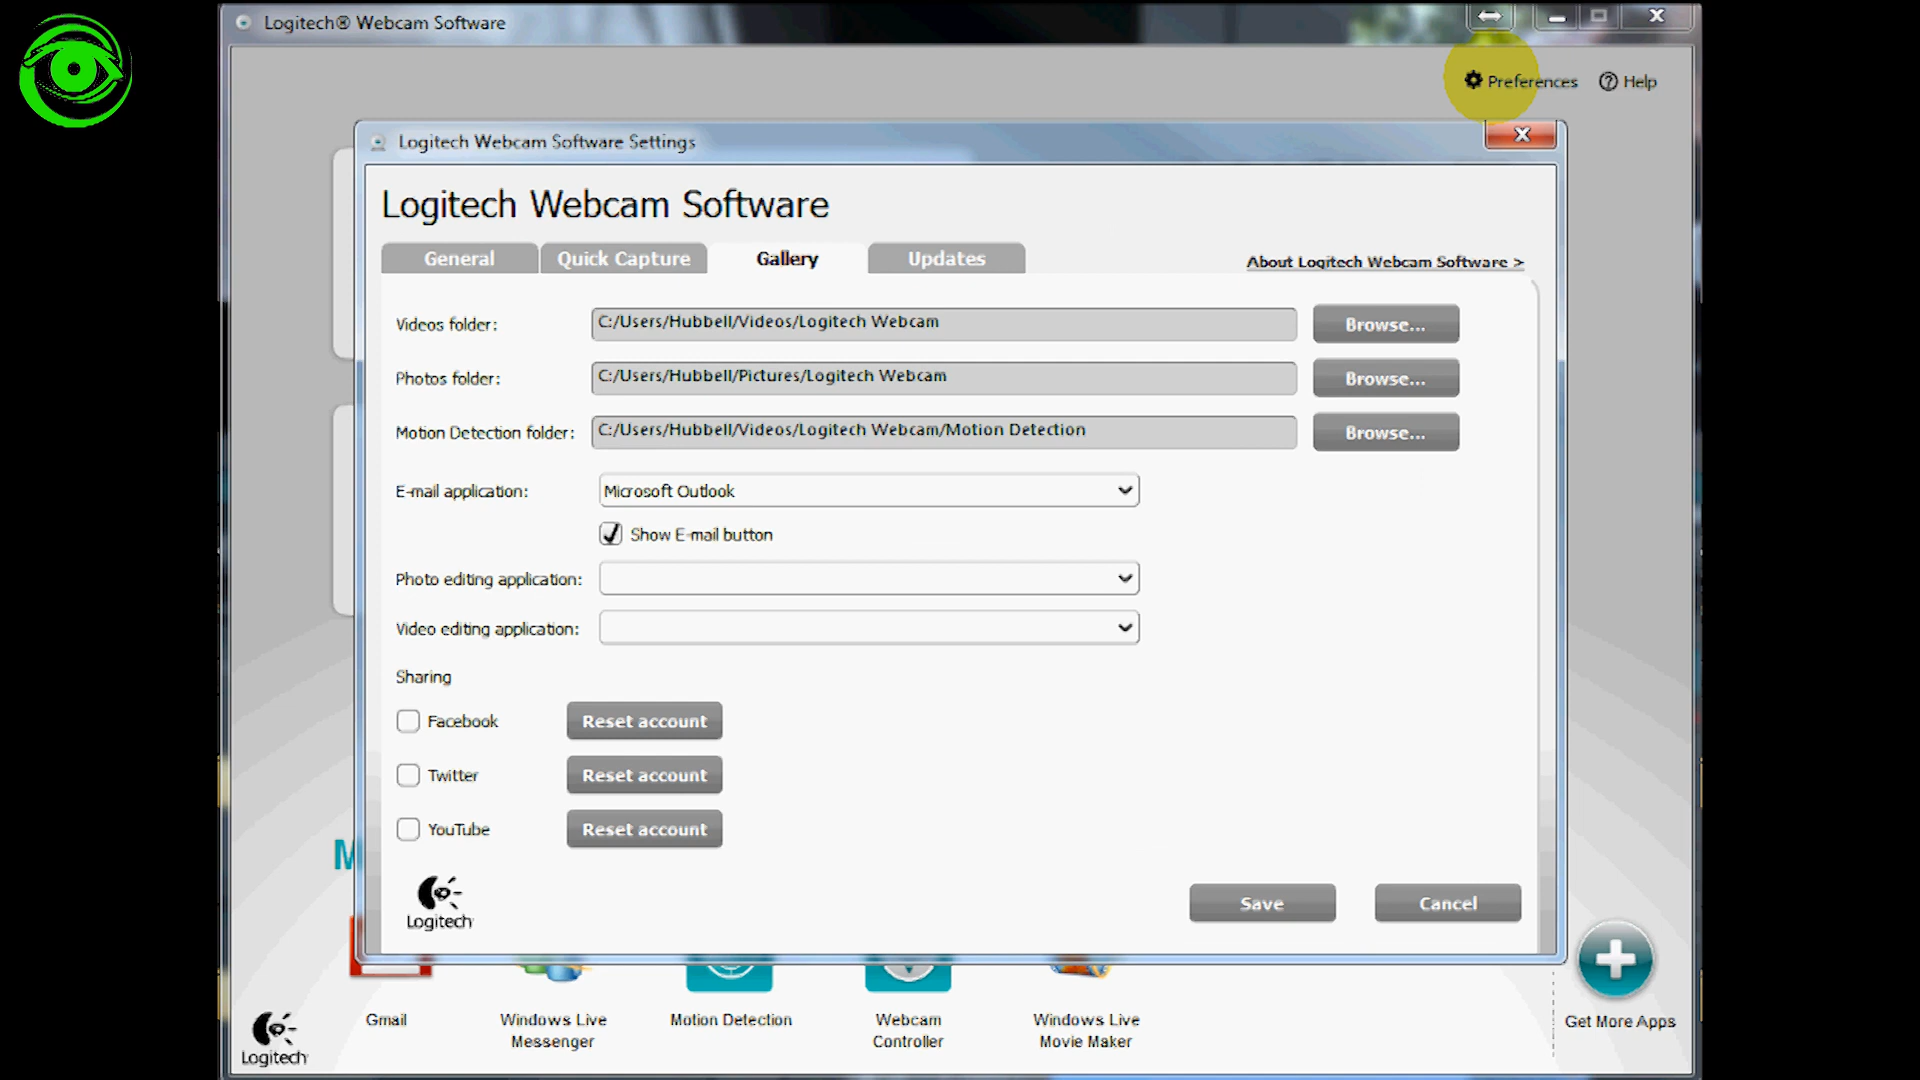 Logitech® Webcam Software
Preferences
Help
Logitech Webcam Software Settings
Logitech Webcam Software
General
Quick Capture
Gallery
Updates
About Logitech Webcam Software >
Videos folder:
C:/Users/Hubbell/Videos/Logitech Webcam
Browse...
Photos folder:
C:/Users/Hubbell/Pictures/Logitech Webcam
Browse...
Motion Detection folder:
C:/Users/Hubbell/Videos/Logitech Webcam/Motion Detection
Browse...
E-mail application:
Microsoft Outlook
Show E-mail button
Photo editing application:
Video editing application:
Sharing
Facebook
Reset account
Twitter
Reset account
YouTube
Reset account
M
Logitech
Save
Cancel
Gmail
Windows Live
Messenger
Motion Detection
Webcam
Controller
Windows Live
Movie Maker
Get More Apps
Logitech